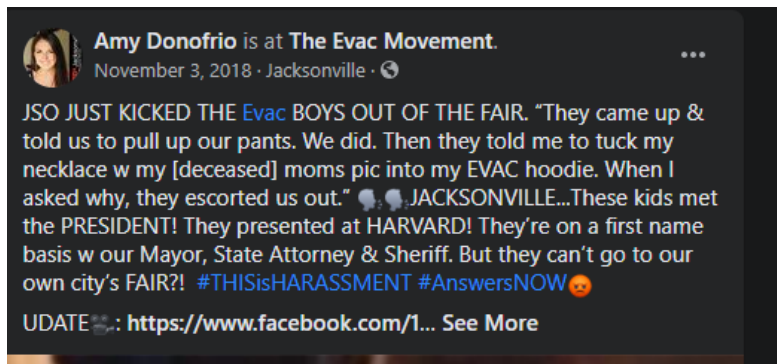 Amy Donofrio is at The Evac Movement.
November 3, 2018 · Jacksonville ·
JSO JUST KICKED THE Evac BOYS OUT OF THE FAIR. “They came up &
told us to pull up our pants. We did. Then they told me to tuck my
necklace w my [deceased] moms pic into my EVAC hoodie. When I
asked why, they escorted us out.” 🗣🗣JACKSONVILLE...These kids met
the PRESIDENT! They presented at HARVARD! They’re on a first name
basis w our Mayor, State Attorney & Sheriff. But they can’t go to our
own city’s FAIR?! #THISisHARASSMENT #AnswersNOW😡
UDATE🎥: https://www.facebook.com/1... See More